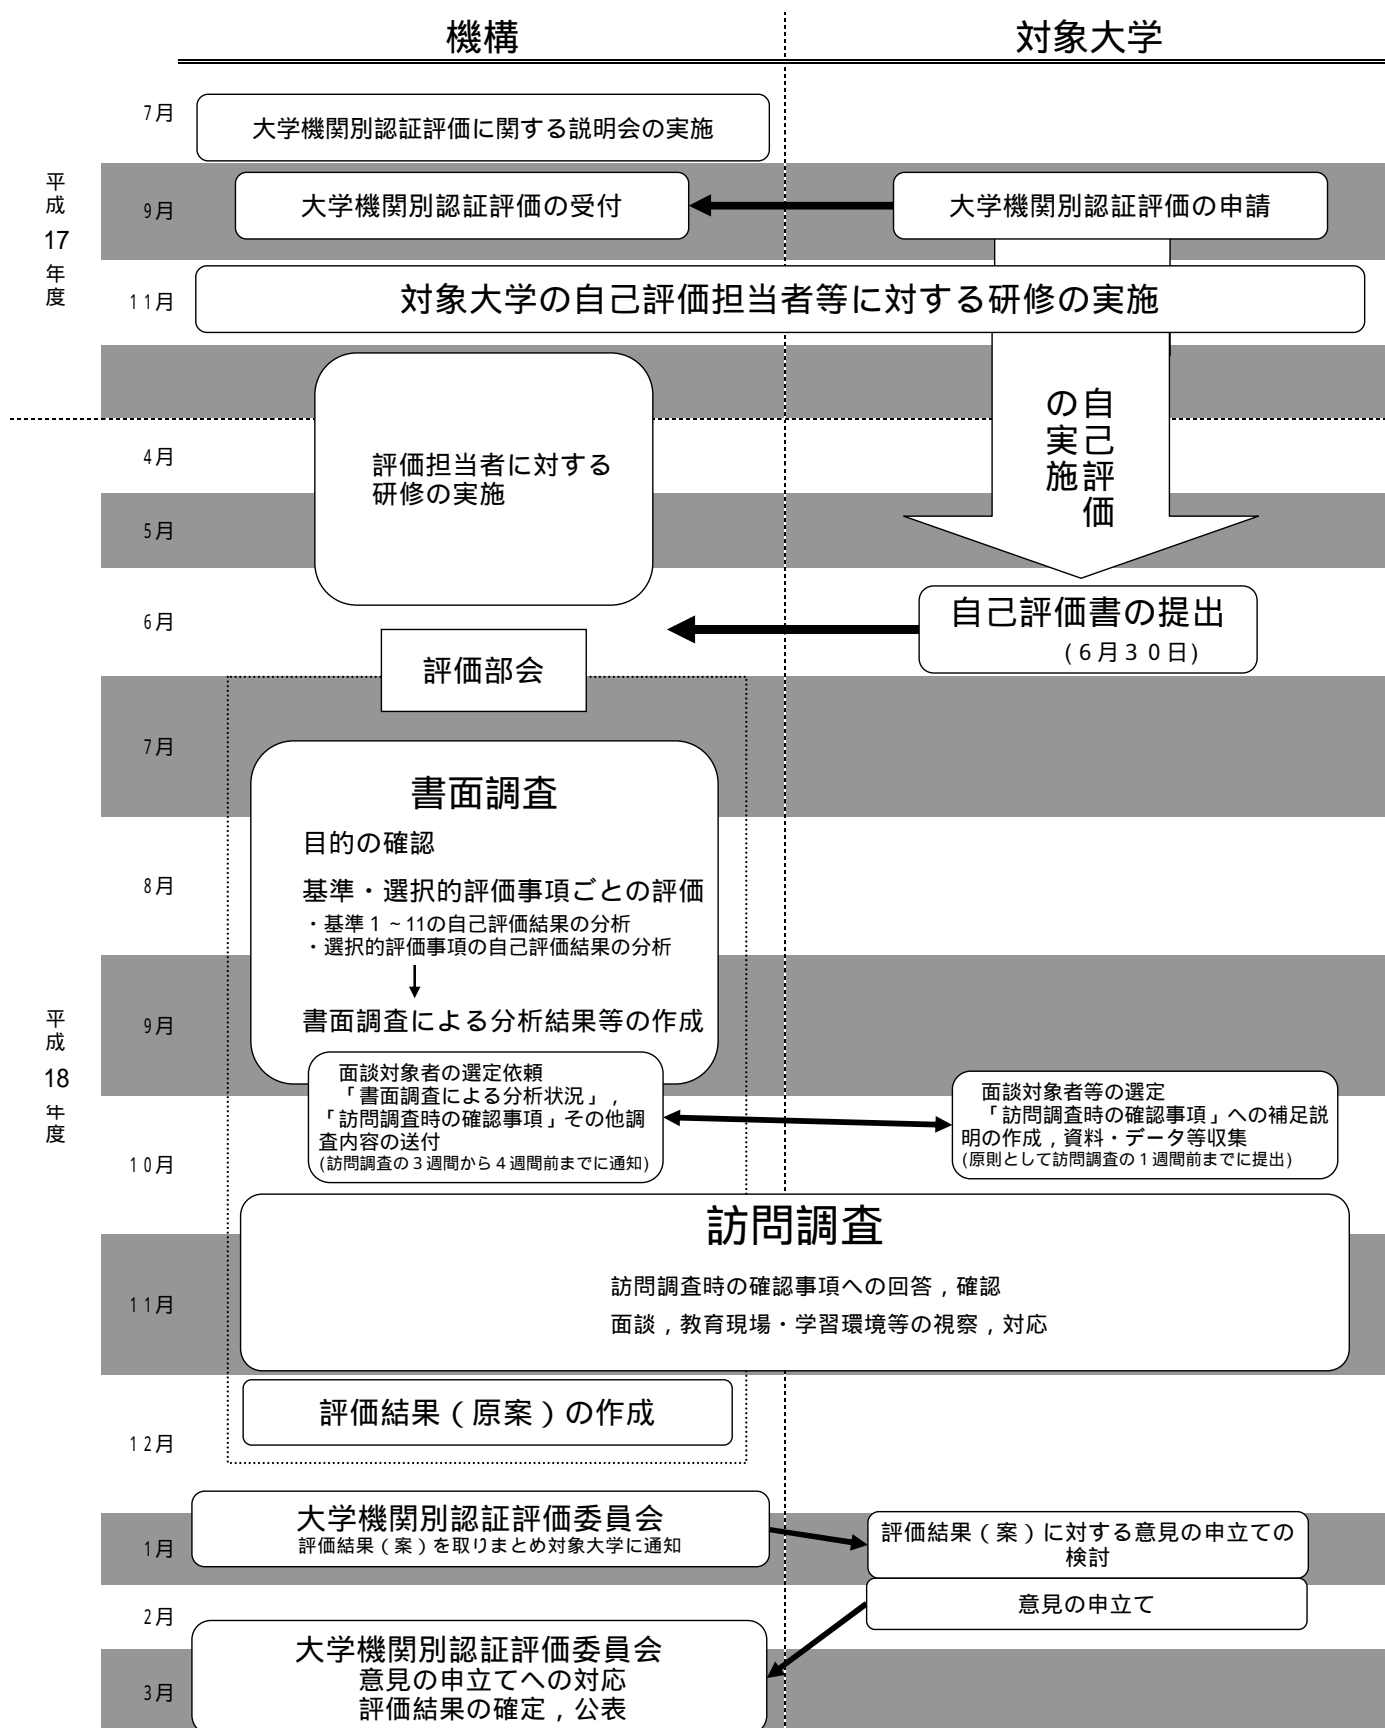 機構
対象大学
平成17年度
7月
大学機関別認証評価に関する説明会の実施
9月
大学機関別認証評価の受付
大学機関別認証評価の申請
11月
対象大学の自己評価担当者等に対する研修の実施
自己評価
の実施
平成18年度
4月
評価担当者に対する
研修の実施
5月
6月
自己評価書の提出
(6月30日)
評価部会
7月
書面調査
目的の確認
8月
基準・選択的評価事項ごとの評価
・基準1~11の自己評価結果の分析
・選択的評価事項の自己評価結果の分析
9月
書面調査による分析結果等の作成
面談対象者の選定依頼
「書面調査による分析状況」,
「訪問調査時の確認事項」その他調
査内容の送付
(訪問調査の3週間から4週間前までに通知)
面談対象者等の選定
「訪問調査時の確認事項」への補足説
明の作成,資料・データ等収集
(原則として訪問調査の1週間前までに提出)
10月
訪問調査
11月
訪問調査時の確認事項への回答,確認
面談,教育現場・学習環境等の視察,対応
評価結果(原案)の作成
12月
大学機関別認証評価委員会
評価結果(案)を取りまとめ対象大学に通知
1月
評価結果(案)に対する意見の申立ての
検討
2月
意見の申立て
大学機関別認証評価委員会
意見の申立てへの対応
3月
評価結果の確定,公表